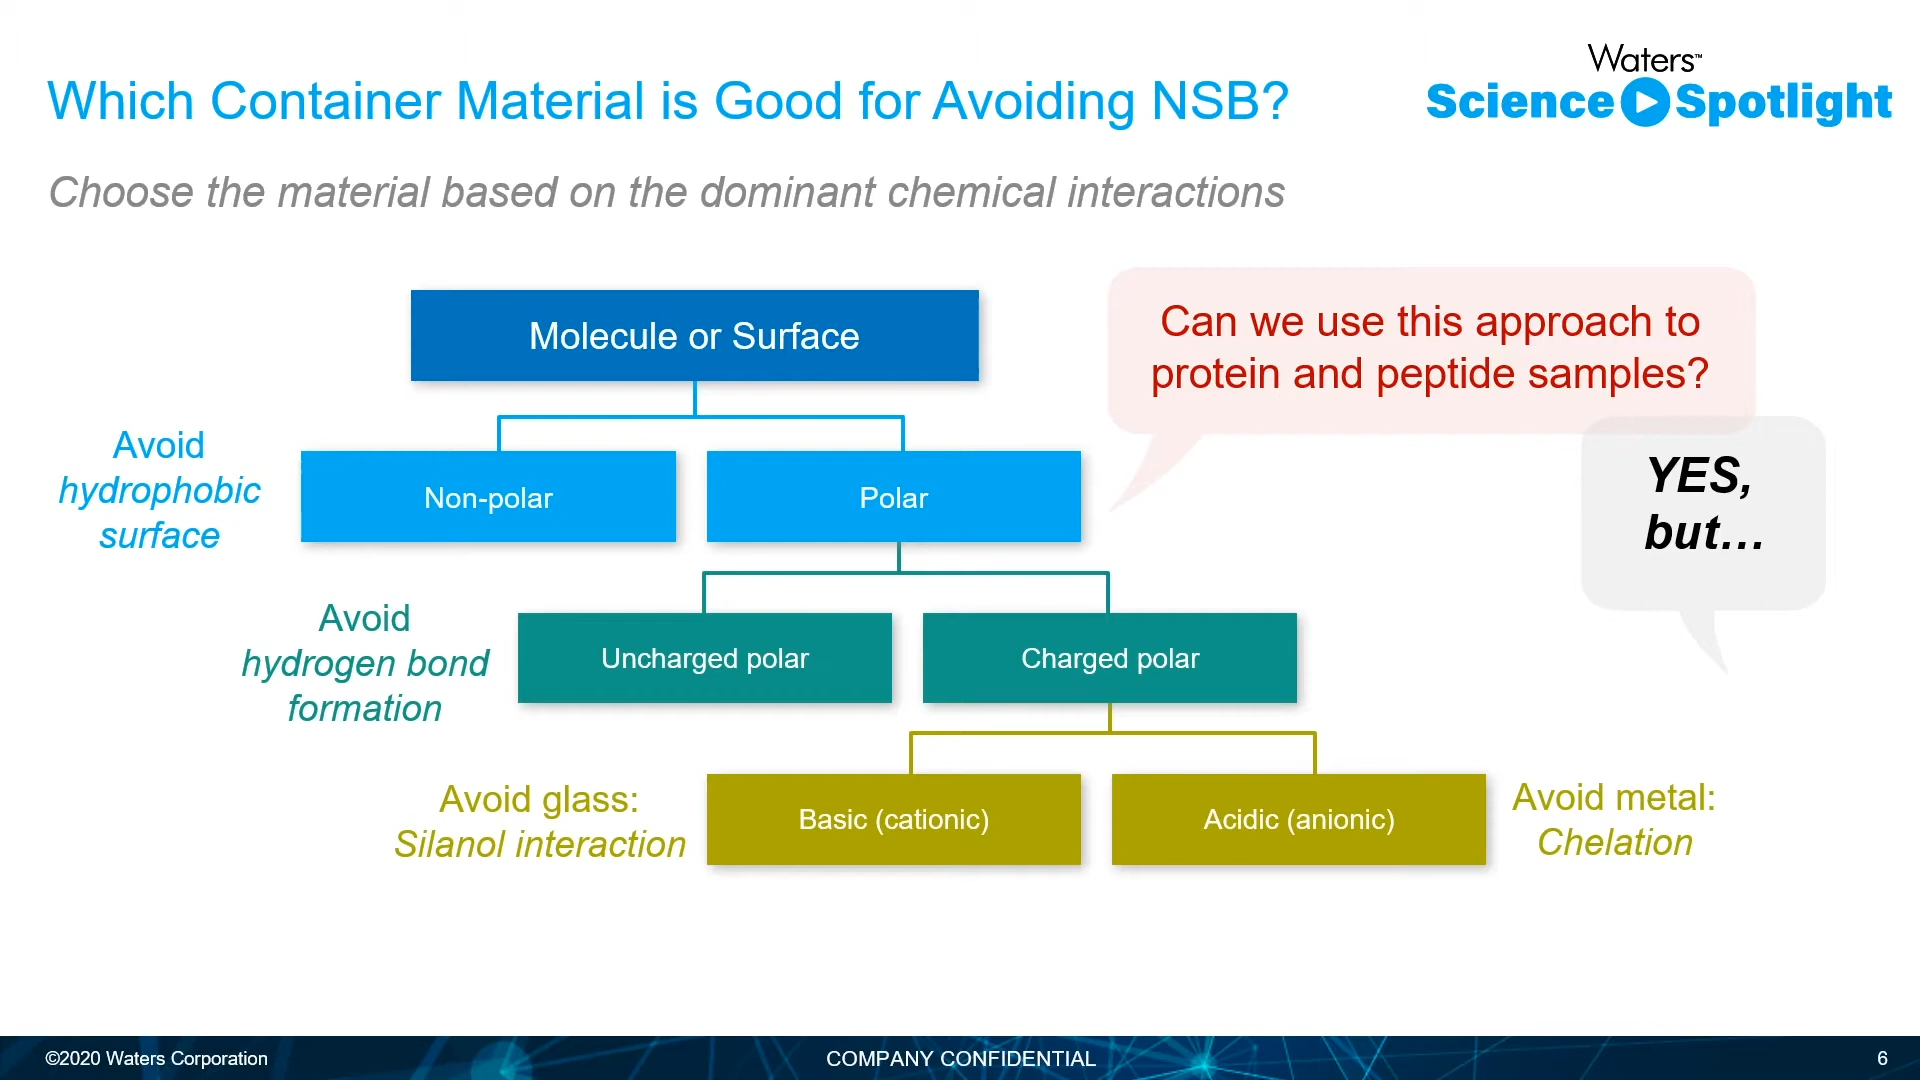 Waters™
Science Spotlight
Which Container Material is Good for Avoiding NSB?
Choose the material based on the dominant chemical interactions
Molecule or Surface
Can we use this approach to
protein and peptide samples?
YES,
but…
Avoid
hydrophobic
surface
Non-polar
Polar
Avoid
hydrogen bond
formation
Uncharged polar
Charged polar
Avoid glass:
Silanol interaction
Basic (cationic)
Acidic (anionic)
Avoid metal:
Chelation
©2020 Waters Corporation
COMPANY CONFIDENTIAL
6